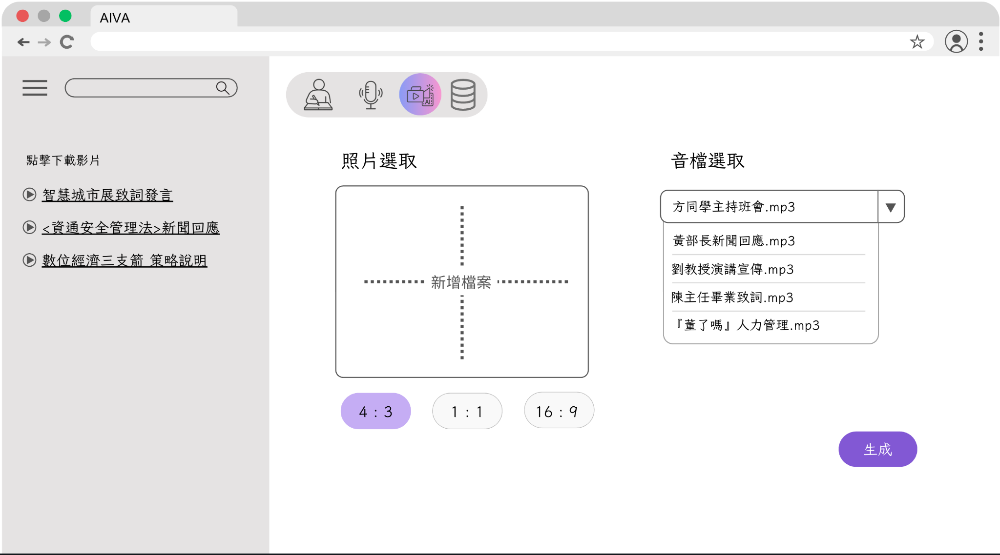 AIVA
點擊下載影片
智慧城市展致詞發言
<資通安全管理法>新聞回應
數位經濟三支箭 策略說明
AI
照片選取
新增檔案
4 : 3
1 : 1
16 : 9
音檔選取
方同學主持班會.mp3
黃部長新聞回應.mp3
劉教授演講宣傳.mp3
陳主任畢業致詞.mp3
『董了嗎』人力管理.mp3
生成